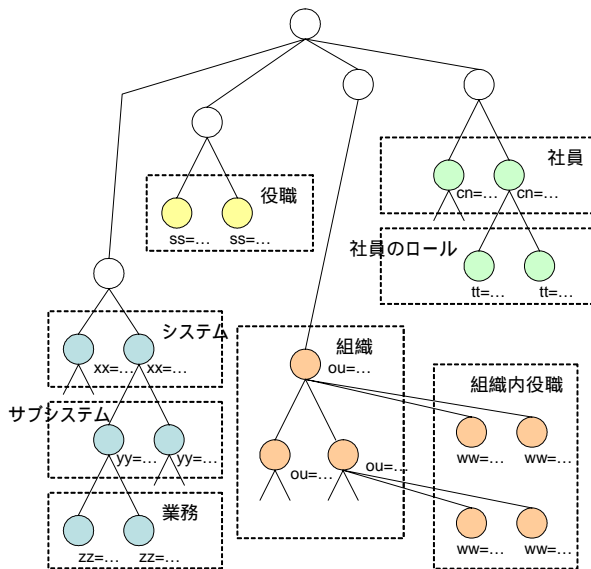 社員
cn=…
cn=…
役職
ss=…
ss=…
社員のロール
tt=…
tt=…
システム
xx=…
xx=…
組織
ou=…
組織内役職
サブシステム
yy=…
yy=…
ou=…
ou=…
ww=…
ww=…
業務
zz=…
zz=…
ww=…
ww=…